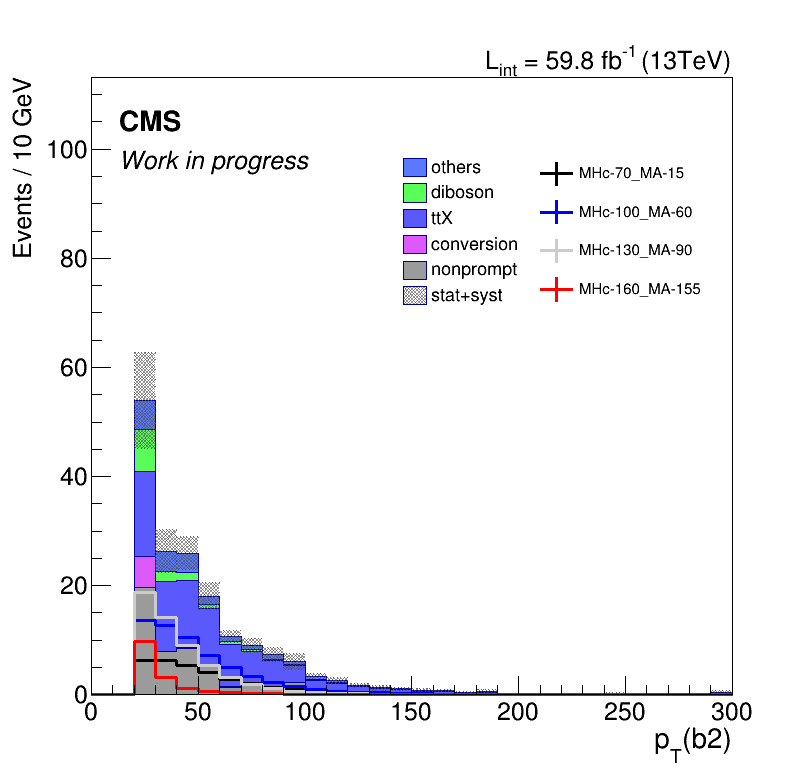 L_int = 59.8 fb^-1 (13TeV)
Events / 10 GeV
CMS
Work in progress
others
diboson
ttX
conversion
nonprompt
stat+syst
MHc-70_MA-15
MHc-100_MA-60
MHc-130_MA-90
MHc-160_MA-155
100
80
60
40
20
0
0 50 100 150 200 250 300
p_T(b2)